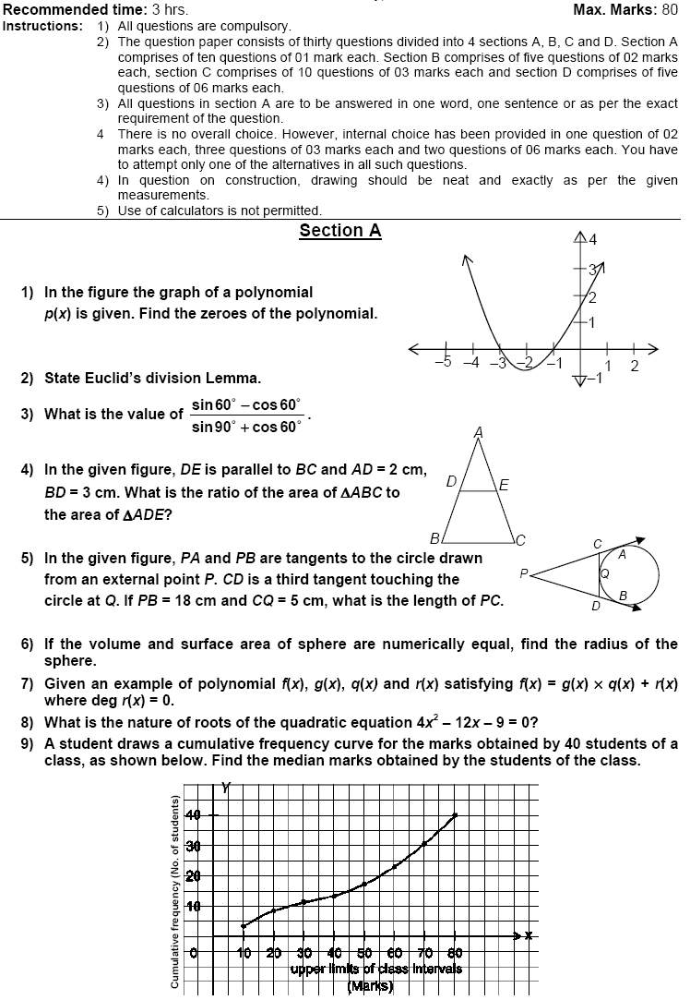 Recommended time: 3 hrs. Max. Marks: 80
Instructions: 1) All questions are compulsory.
2) The question paper consists of thirty questions divided into 4 sections A, B, C and D. Section A
comprises of ten questions of 01 mark each. Section B comprises of five questions of 02 marks
each, section C comprises of 10 questions of 03 marks each and section D comprises of five
questions of 06 marks each.
3) All questions in section A are to be answered in one word, one sentence or as per the exact
requirement of the question.
4 There is no overall choice. However, internal choice has been provided in one question of 02
marks each, three questions of 03 marks each and two questions of 06 marks each. You have
to attempt only one of the alternatives in all such questions.
4) In question on construction, drawing should be neat and exactly as per the given
measurements.
5) Use of calculators is not permitted.
Section A
4
3
2
1
-5 -4 -3 -2 -1 1 2
-1
1) In the figure the graph of a polynomial
p(x) is given. Find the zeroes of the polynomial.
2) State Euclid's division Lemma.
3) What is the value of sin60° – cos60° / sin90° + cos60° .
4) In the given figure, DE is parallel to BC and AD = 2 cm,
BD = 3 cm. What is the ratio of the area of ΔABC to
the area of ΔADE?
A
D E
B C
5) In the given figure, PA and PB are tangents to the circle drawn
from an external point P. CD is a third tangent touching the
circle at Q. If PB = 18 cm and CQ = 5 cm, what is the length of PC.
C
A
P Q
B
D
6) If the volume and surface area of sphere are numerically equal, find the radius of the
sphere.
7) Given an example of polynomial f(x), g(x), q(x) and r(x) satisfying f(x) = g(x) × q(x) + r(x)
where deg r(x) = 0.
8) What is the nature of roots of the quadratic equation 4x² – 12x – 9 = 0?
9) A student draws a cumulative frequency curve for the marks obtained by 40 students of a
class, as shown below. Find the median marks obtained by the students of the class.
Cumulative frequency (No. of students)
Y
40
30
20
10
X
0 10 20 30 40 50 60 70 80
upper limits of class intervals
(Marks)